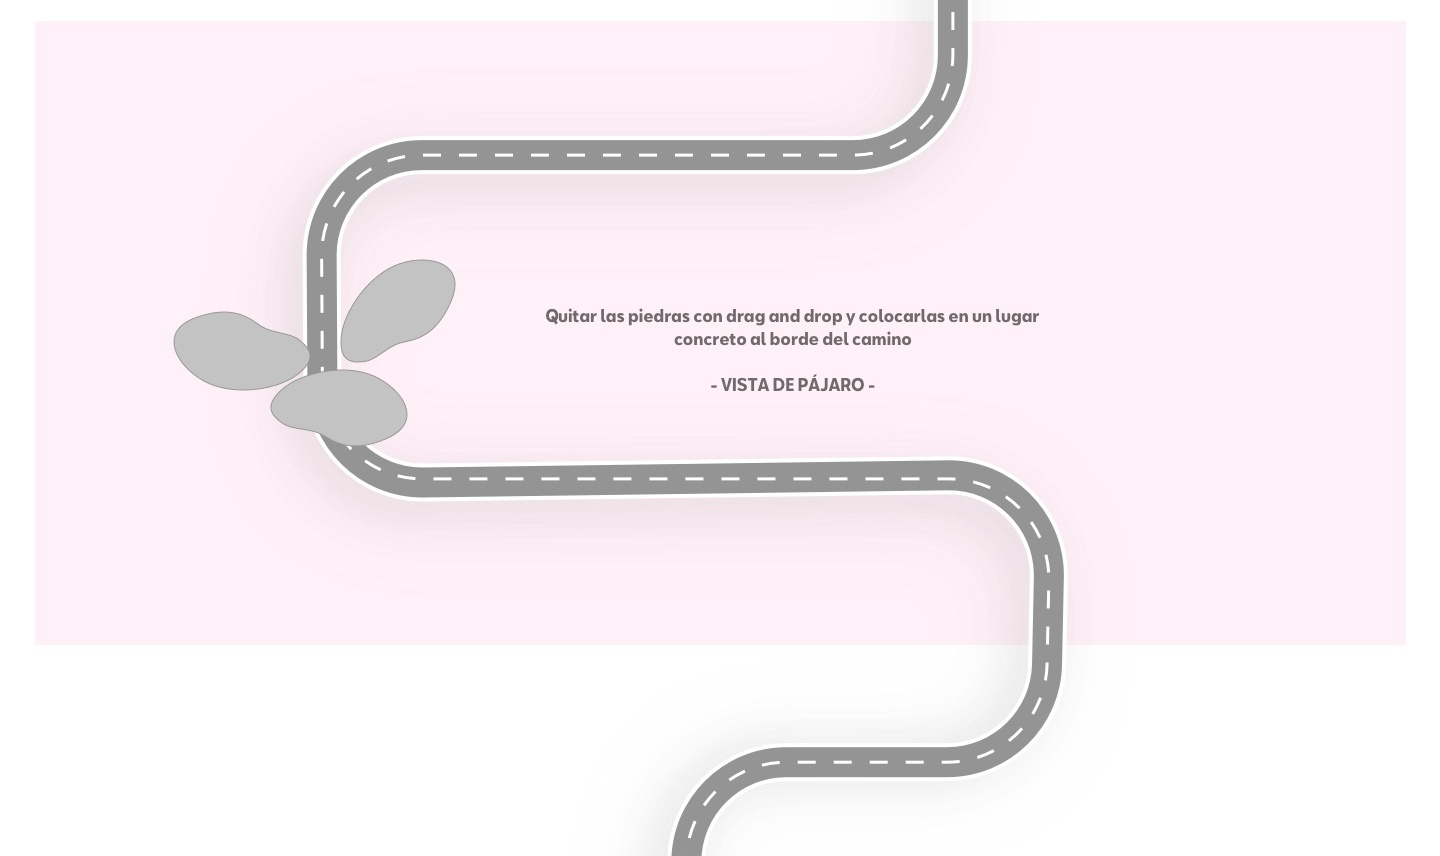 Quitar las piedras con drag and drop y colocarlas en un lugar
concreto al borde del camino
- VISTA DE PÁJARO -